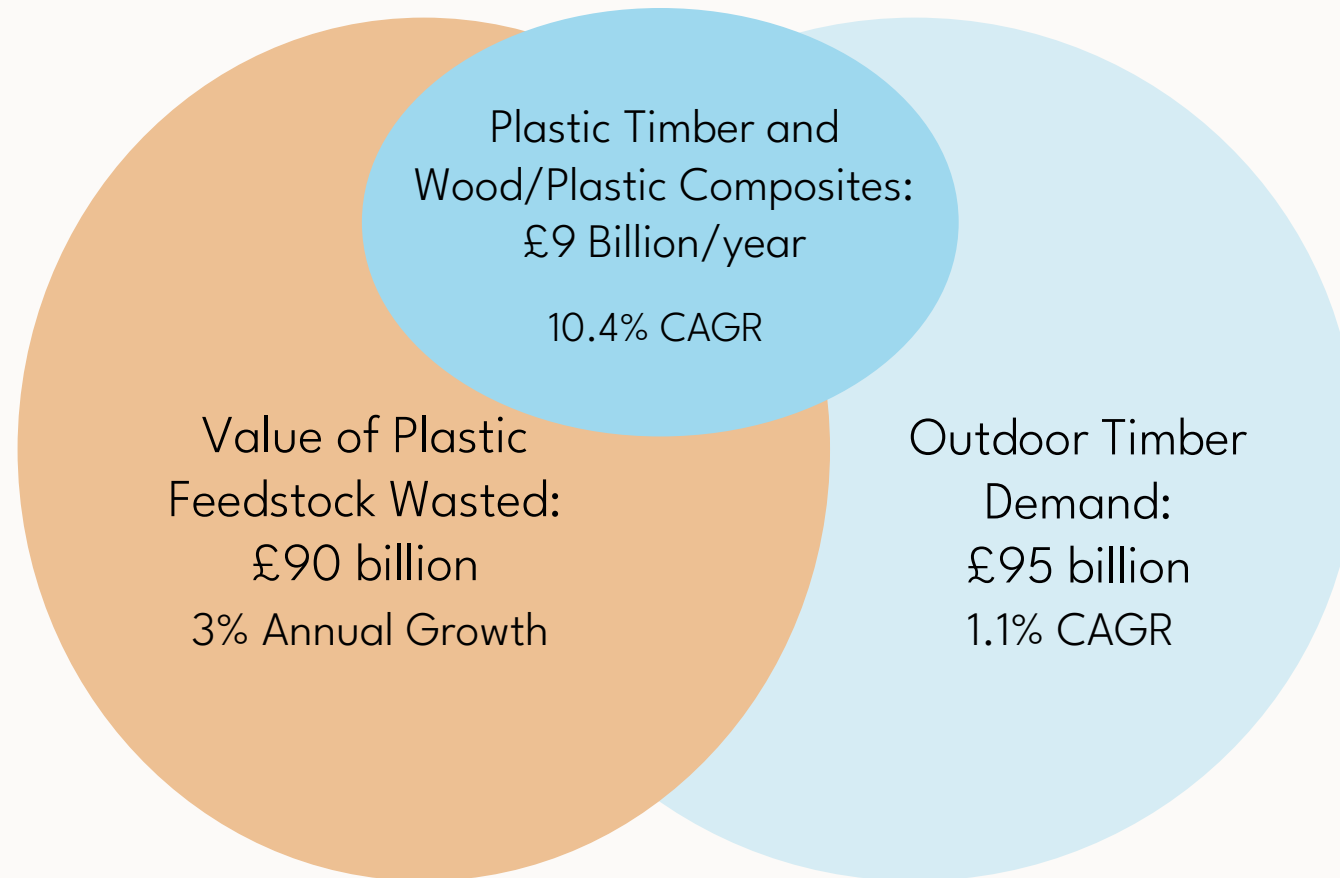 Plastic Timber and
Wood/Plastic Composites:
£9 Billion/year
10.4% CAGR
Value of Plastic
Feedstock Wasted:
£90 billion
3% Annual Growth
Outdoor Timber
Demand:
£95 billion
1.1% CAGR